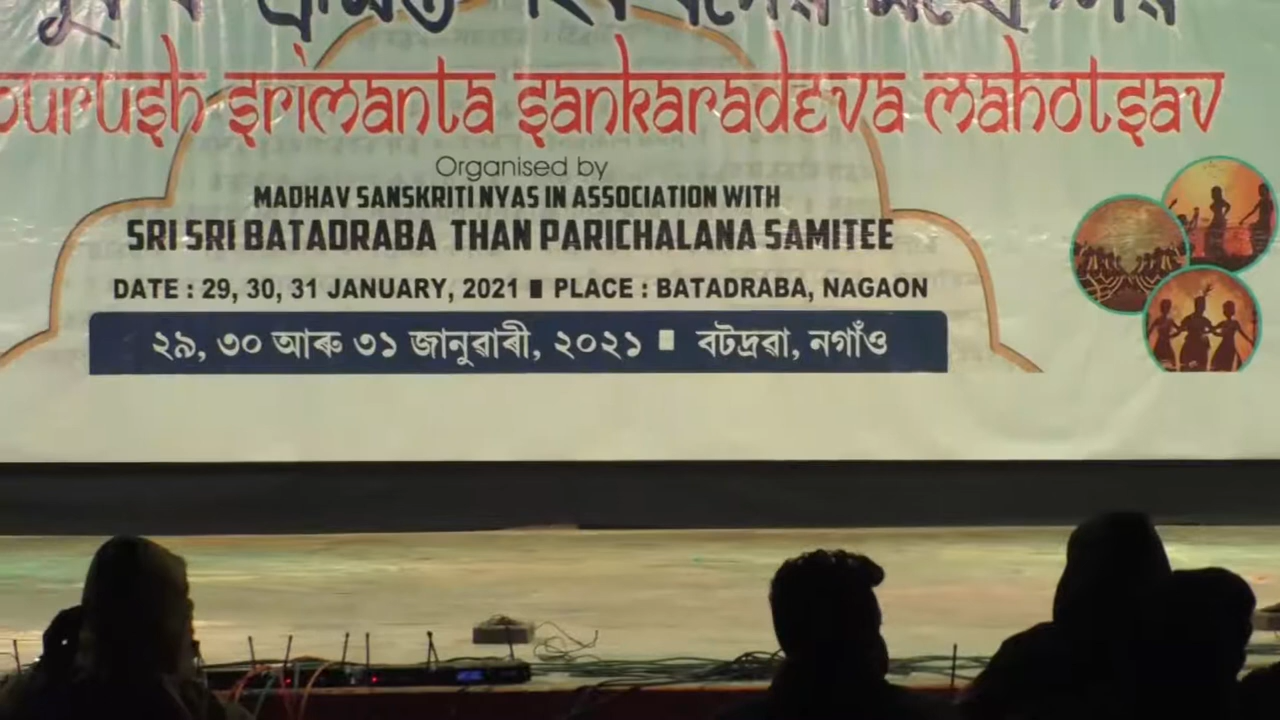 শ্ৰীমন্ত
purush srimanta sankaradeva mahotsav
Organised by
MADHAV SANSKRITI NYAS IN ASSOCIATION WITH
SRI SRI BATADRABA THAN PARICHALANA SAMITEE
DATE : 29, 30, 31 JANUARY, 2021 ■ PLACE : BATADRABA, NAGAON
২৯, ৩০ আৰু ৩১ জানুৱাৰী, ২০২১ ■ বটদ্ৰৱা, নগাঁও